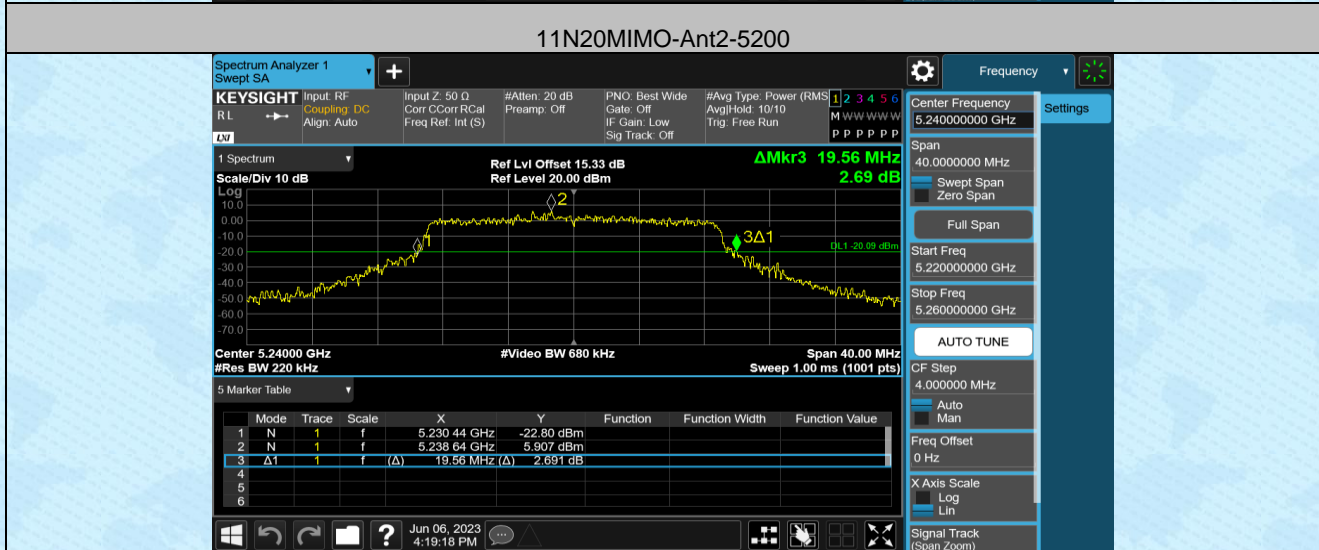 11N20MIMO-Ant2-5200
Spectrum Analyzer 1
Swept SA
Frequency
KEYSIGHT
RL
LXI
Input: RF
Coupling: DC
Align: Auto
Input Z: 50 Ω
Corr CCorr RCal
Freq Ref: Int (S)
#Atten: 20 dB
Preamp: Off
PNO: Best Wide
Gate: Off
IF Gain: Low
Sig Track: Off
#Avg Type: Power (RMS
Avg|Hold: 10/10
Trig: Free Run
1 2 3 4 5 6
M W W W W W
P P P P P P
Center Frequency
5.240000000 GHz
Settings
Span
40.0000000 MHz
Swept Span
Zero Span
Full Span
Start Freq
5.220000000 GHz
Stop Freq
5.260000000 GHz
AUTO TUNE
CF Step
4.000000 MHz
Auto
Man
Freq Offset
0 Hz
X Axis Scale
Log
Lin
Signal Track
(Span Zoom)
1 Spectrum
Scale/Div 10 dB
Ref Lvl Offset 15.33 dB
Ref Level 20.00 dBm
ΔMkr3 19.56 MHz
2.69 dB
Log
10.0
0.00
-10.0
-20.0
-30.0
-40.0
-50.0
-60.0
-70.0
2
3Δ1
DL1 -20.09 dBm
Center 5.24000 GHz
#Video BW 680 kHz
Span 40.00 MHz
#Res BW 220 kHz
Sweep 1.00 ms (1001 pts)
5 Marker Table
Mode Trace Scale X Y Function Function Width Function Value
1 N 1 f 5.230 44 GHz -22.80 dBm
2 N 1 f 5.238 64 GHz 5.907 dBm
3 Δ1 1 f (Δ) 19.56 MHz (Δ) 2.691 dB
4
5
6
Jun 06, 2023
4:19:18 PM